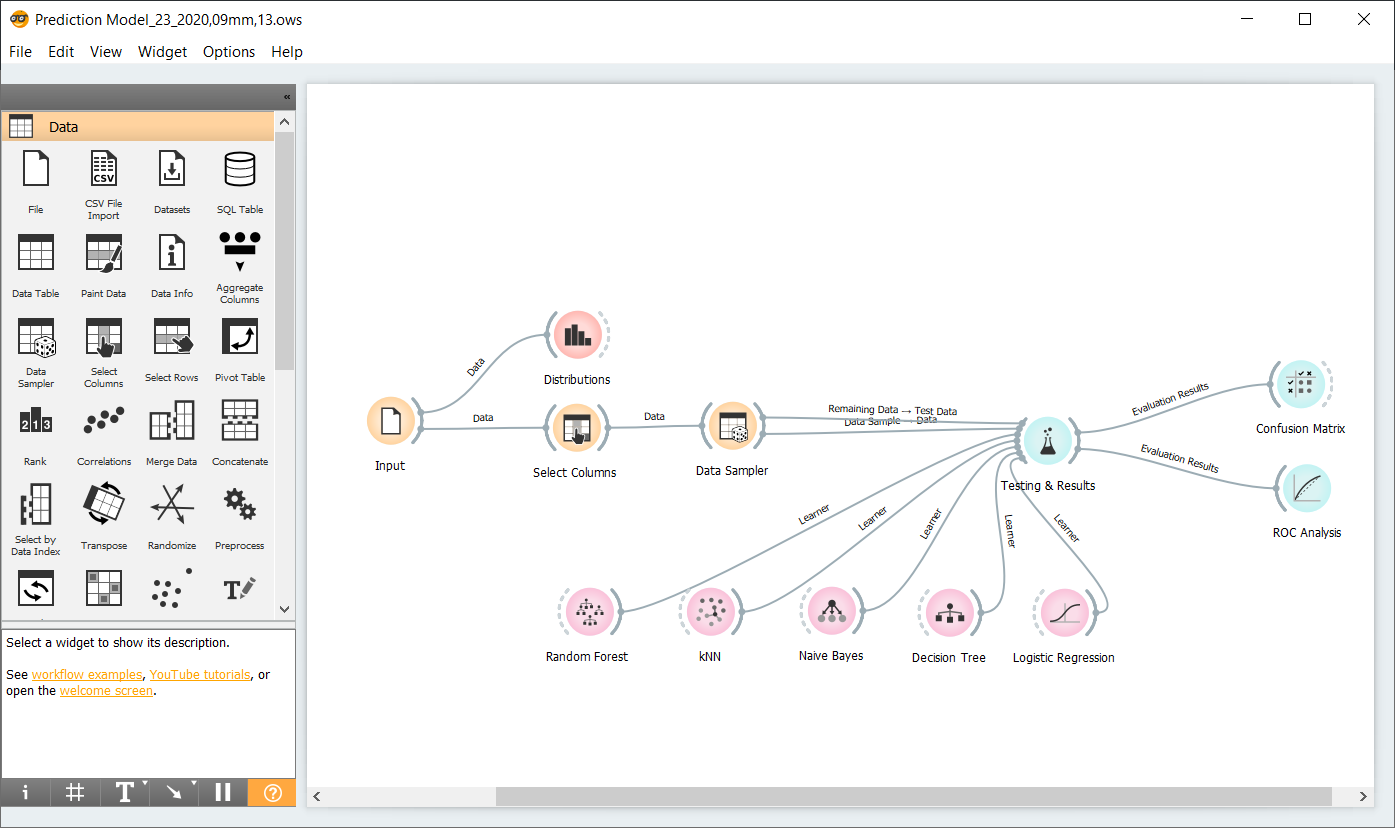 Prediction Model_23_2020,09mm,13.ows
File Edit View Widget Options Help
«
Data
CSV
File
CSV File
Import
Datasets
SQL Table
Data Table
Paint Data
Data Info
Aggregate
Columns
Data
Sampler
Select
Columns
Select Rows
Pivot Table
2 1 3
Rank
Correlations
Merge Data
Concatenate
Select by
Data Index
Transpose
Randomize
Preprocess
Select a widget to show its description.
See workflow examples, YouTube tutorials, or
open the welcome screen.
Data
Distributions
Data
Input
Select Columns
Data
Data Sampler
Remaining Data → Test Data
Data Sample → Data
Testing & Results
Evaluation Results
Confusion Matrix
Evaluation Results
ROC Analysis
Learner
Learner
Learner
Learner
Learner
Random Forest
kNN
Naive Bayes
Decision Tree
Logistic Regression